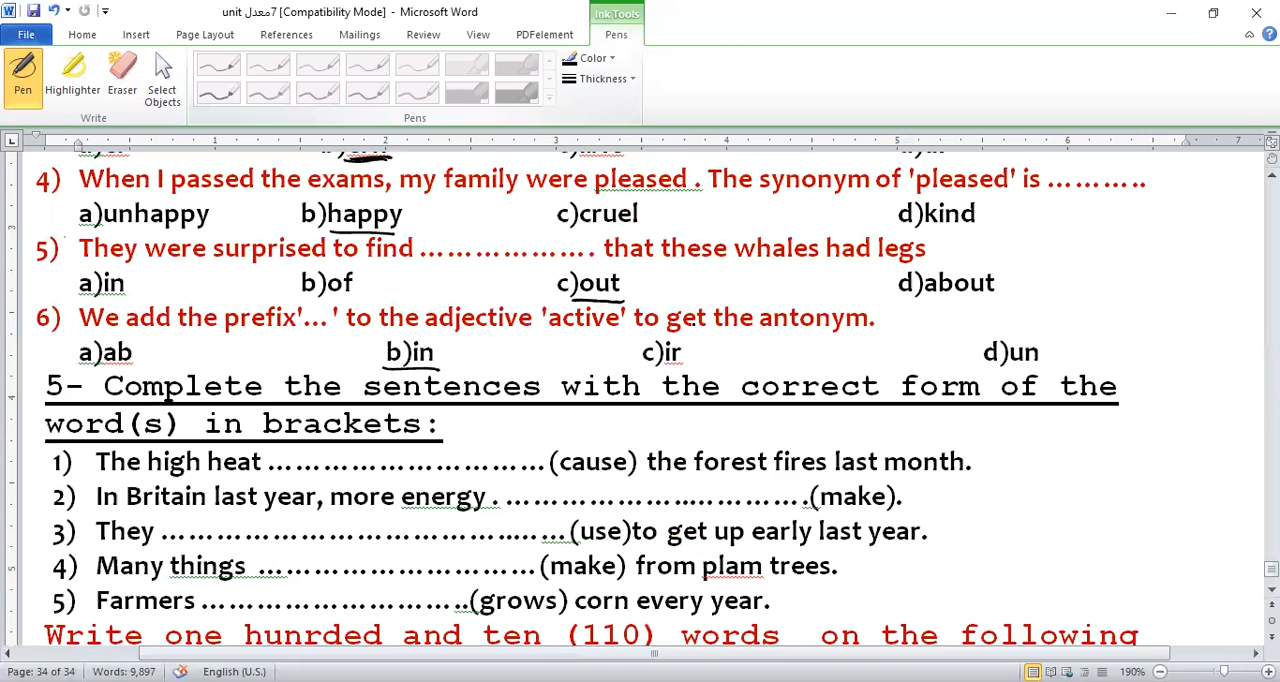 unit 7معدل [Compatibility Mode] - Microsoft Word
Ink Tools
File Home Insert Page Layout References Mailings Review View PDFelement Pens
Pen Highlighter Eraser Select Objects
Color
Thickness
Write Pens
1 2 3 4 5 6 7
4) When I passed the exams, my family were pleased . The synonym of 'pleased' is ………..
a)unhappy b)happy c)cruel d)kind
5) They were surprised to find ………………. that these whales had legs
a)in b)of c)out d)about
6) We add the prefix'…' to the adjective 'active' to get the antonym.
a)ab b)in c)ir d)un
5- Complete the sentences with the correct form of the
word(s) in brackets:
1) The high heat ………………………… (cause) the forest fires last month.
2) In Britain last year, more energy . …………………………….(make).
3) They ………………………………………(use)to get up early last year.
4) Many things ………………………… (make) from plam trees.
5) Farmers ………………………..(grows) corn every year.
Write one hunrded and ten (110) words on the following
Page: 34 of 34 Words: 9,897 English (U.S.) 190%